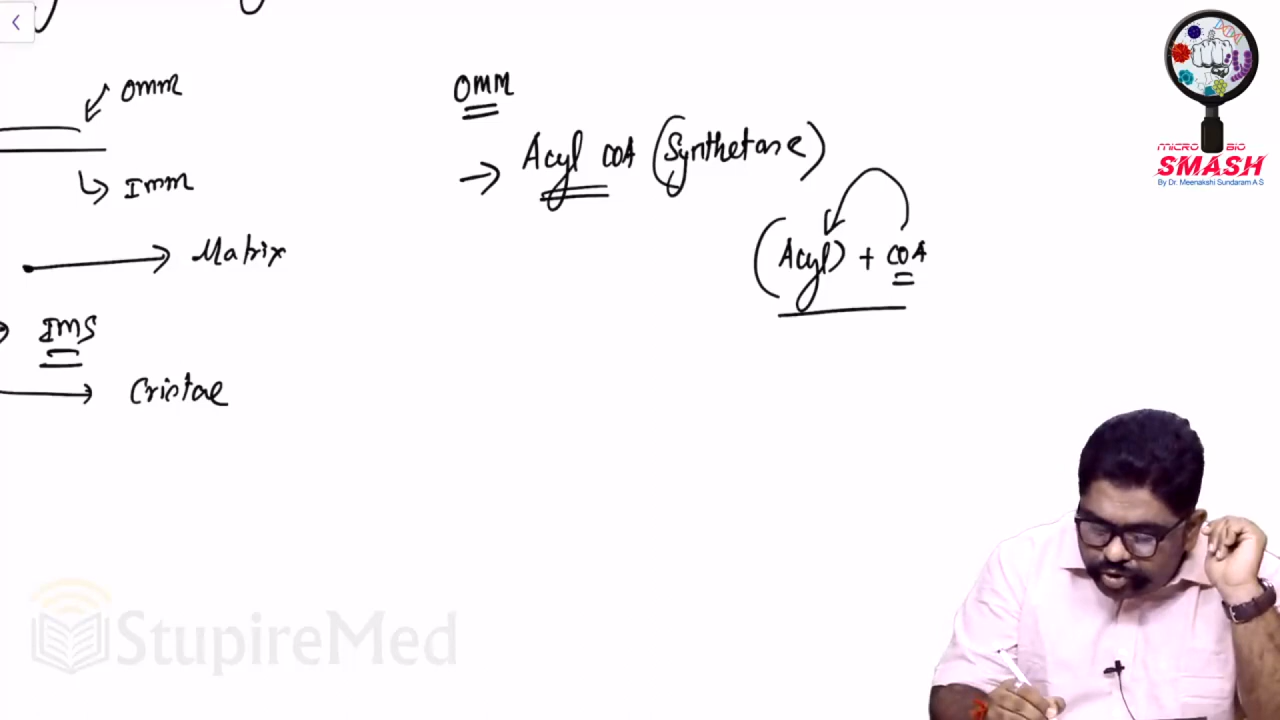 OMM
IMM
Matrix
IMS
Cristae
OMM
Acyl COA (Synthetase)
(Acyl) + COA
MICRO BIO
SMASH
By Dr. Meenakshi Sundaram A S
StupireMed